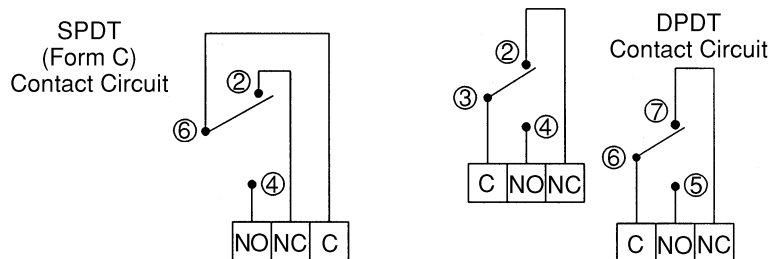 SPDT
(Form C)
Contact Circuit
②
⑥
④
NO NC C
②
③
④
C NO NC
DPDT
Contact Circuit
⑦
⑥
⑤
C NO NC